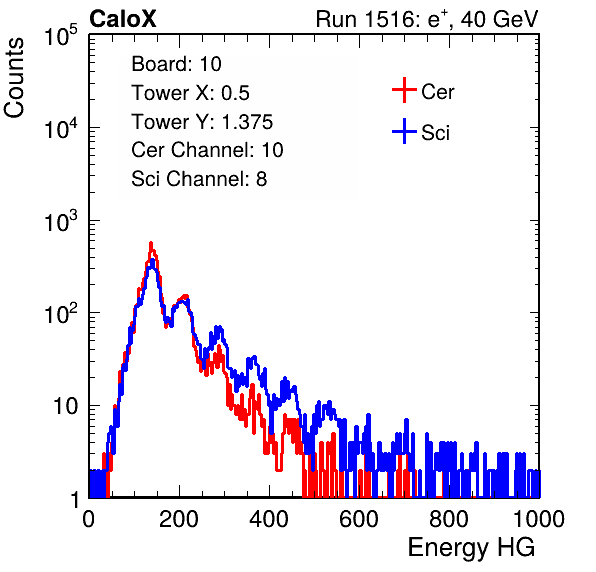 CaloX Run 1516: e⁺, 40 GeV
Counts
Board: 10
Tower X: 0.5
Tower Y: 1.375
Cer Channel: 10
Sci Channel: 8
Cer
Sci
10⁵
10⁴
10³
10²
10
1
0 200 400 600 800 1000
Energy HG